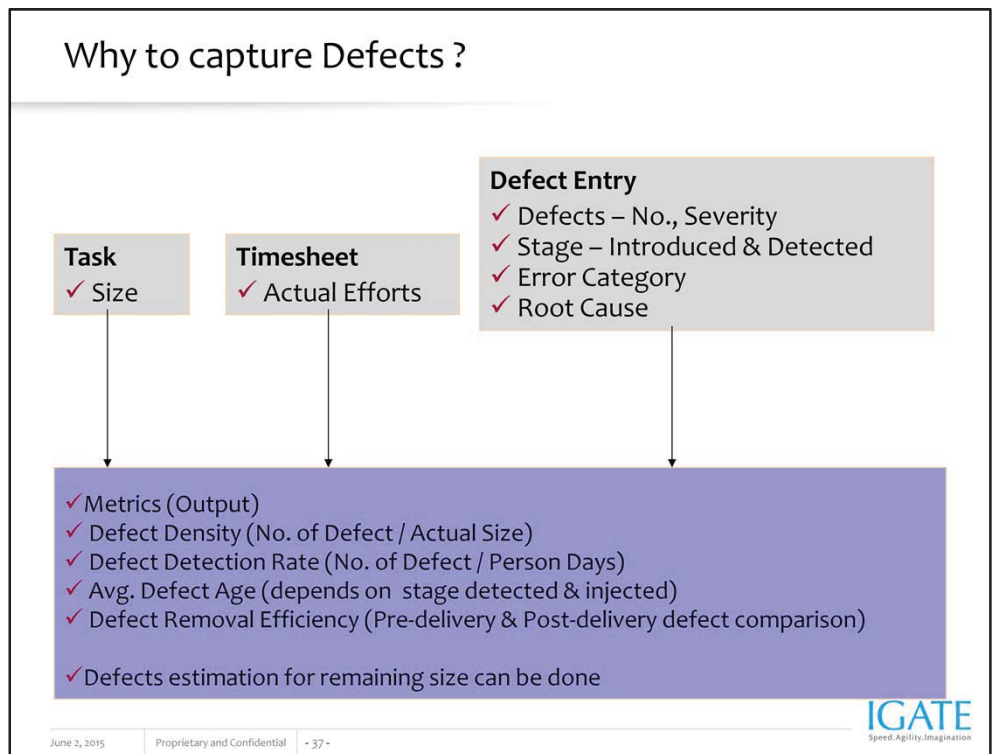 Why to capture Defects ?
Task
✓ Size
Timesheet
✓ Actual Efforts
Defect Entry
✓ Defects – No., Severity
✓ Stage – Introduced & Detected
✓ Error Category
✓ Root Cause
✓Metrics (Output)
✓ Defect Density (No. of Defect / Actual Size)
✓ Defect Detection Rate (No. of Defect / Person Days)
✓ Avg. Defect Age (depends on stage detected & injected)
✓ Defect Removal Efficiency (Pre-delivery & Post-delivery defect comparison)
✓Defects estimation for remaining size can be done
June 2, 2015 Proprietary and Confidential - 37 -
IGATE
Speed.Agility.Imagination